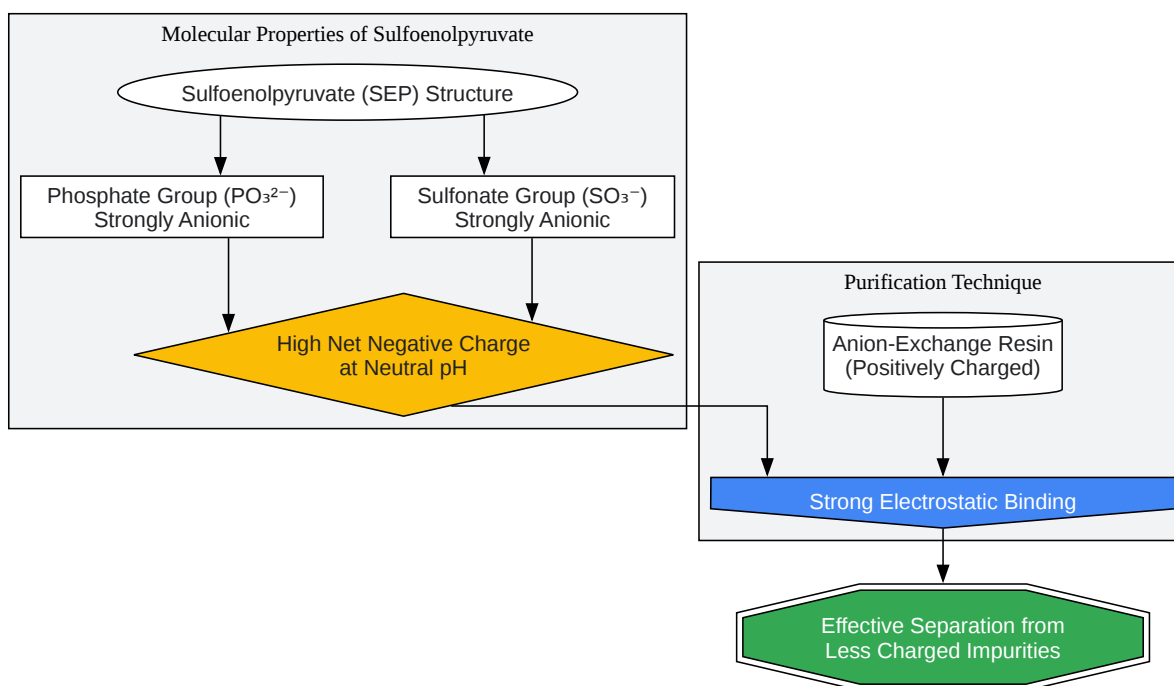 Molecular Properties of Sulfoenolpyruvate
Sulfoenolpyruvate (SEP) Structure
Phosphate Group (PO₃²⁻)
Strongly Anionic
Sulfonate Group (SO₃⁻)
Strongly Anionic
High Net Negative Charge
at Neutral pH
Purification Technique
Anion-Exchange Resin
(Positively Charged)
Strong Electrostatic Binding
Effective Separation from
Less Charged Impurities